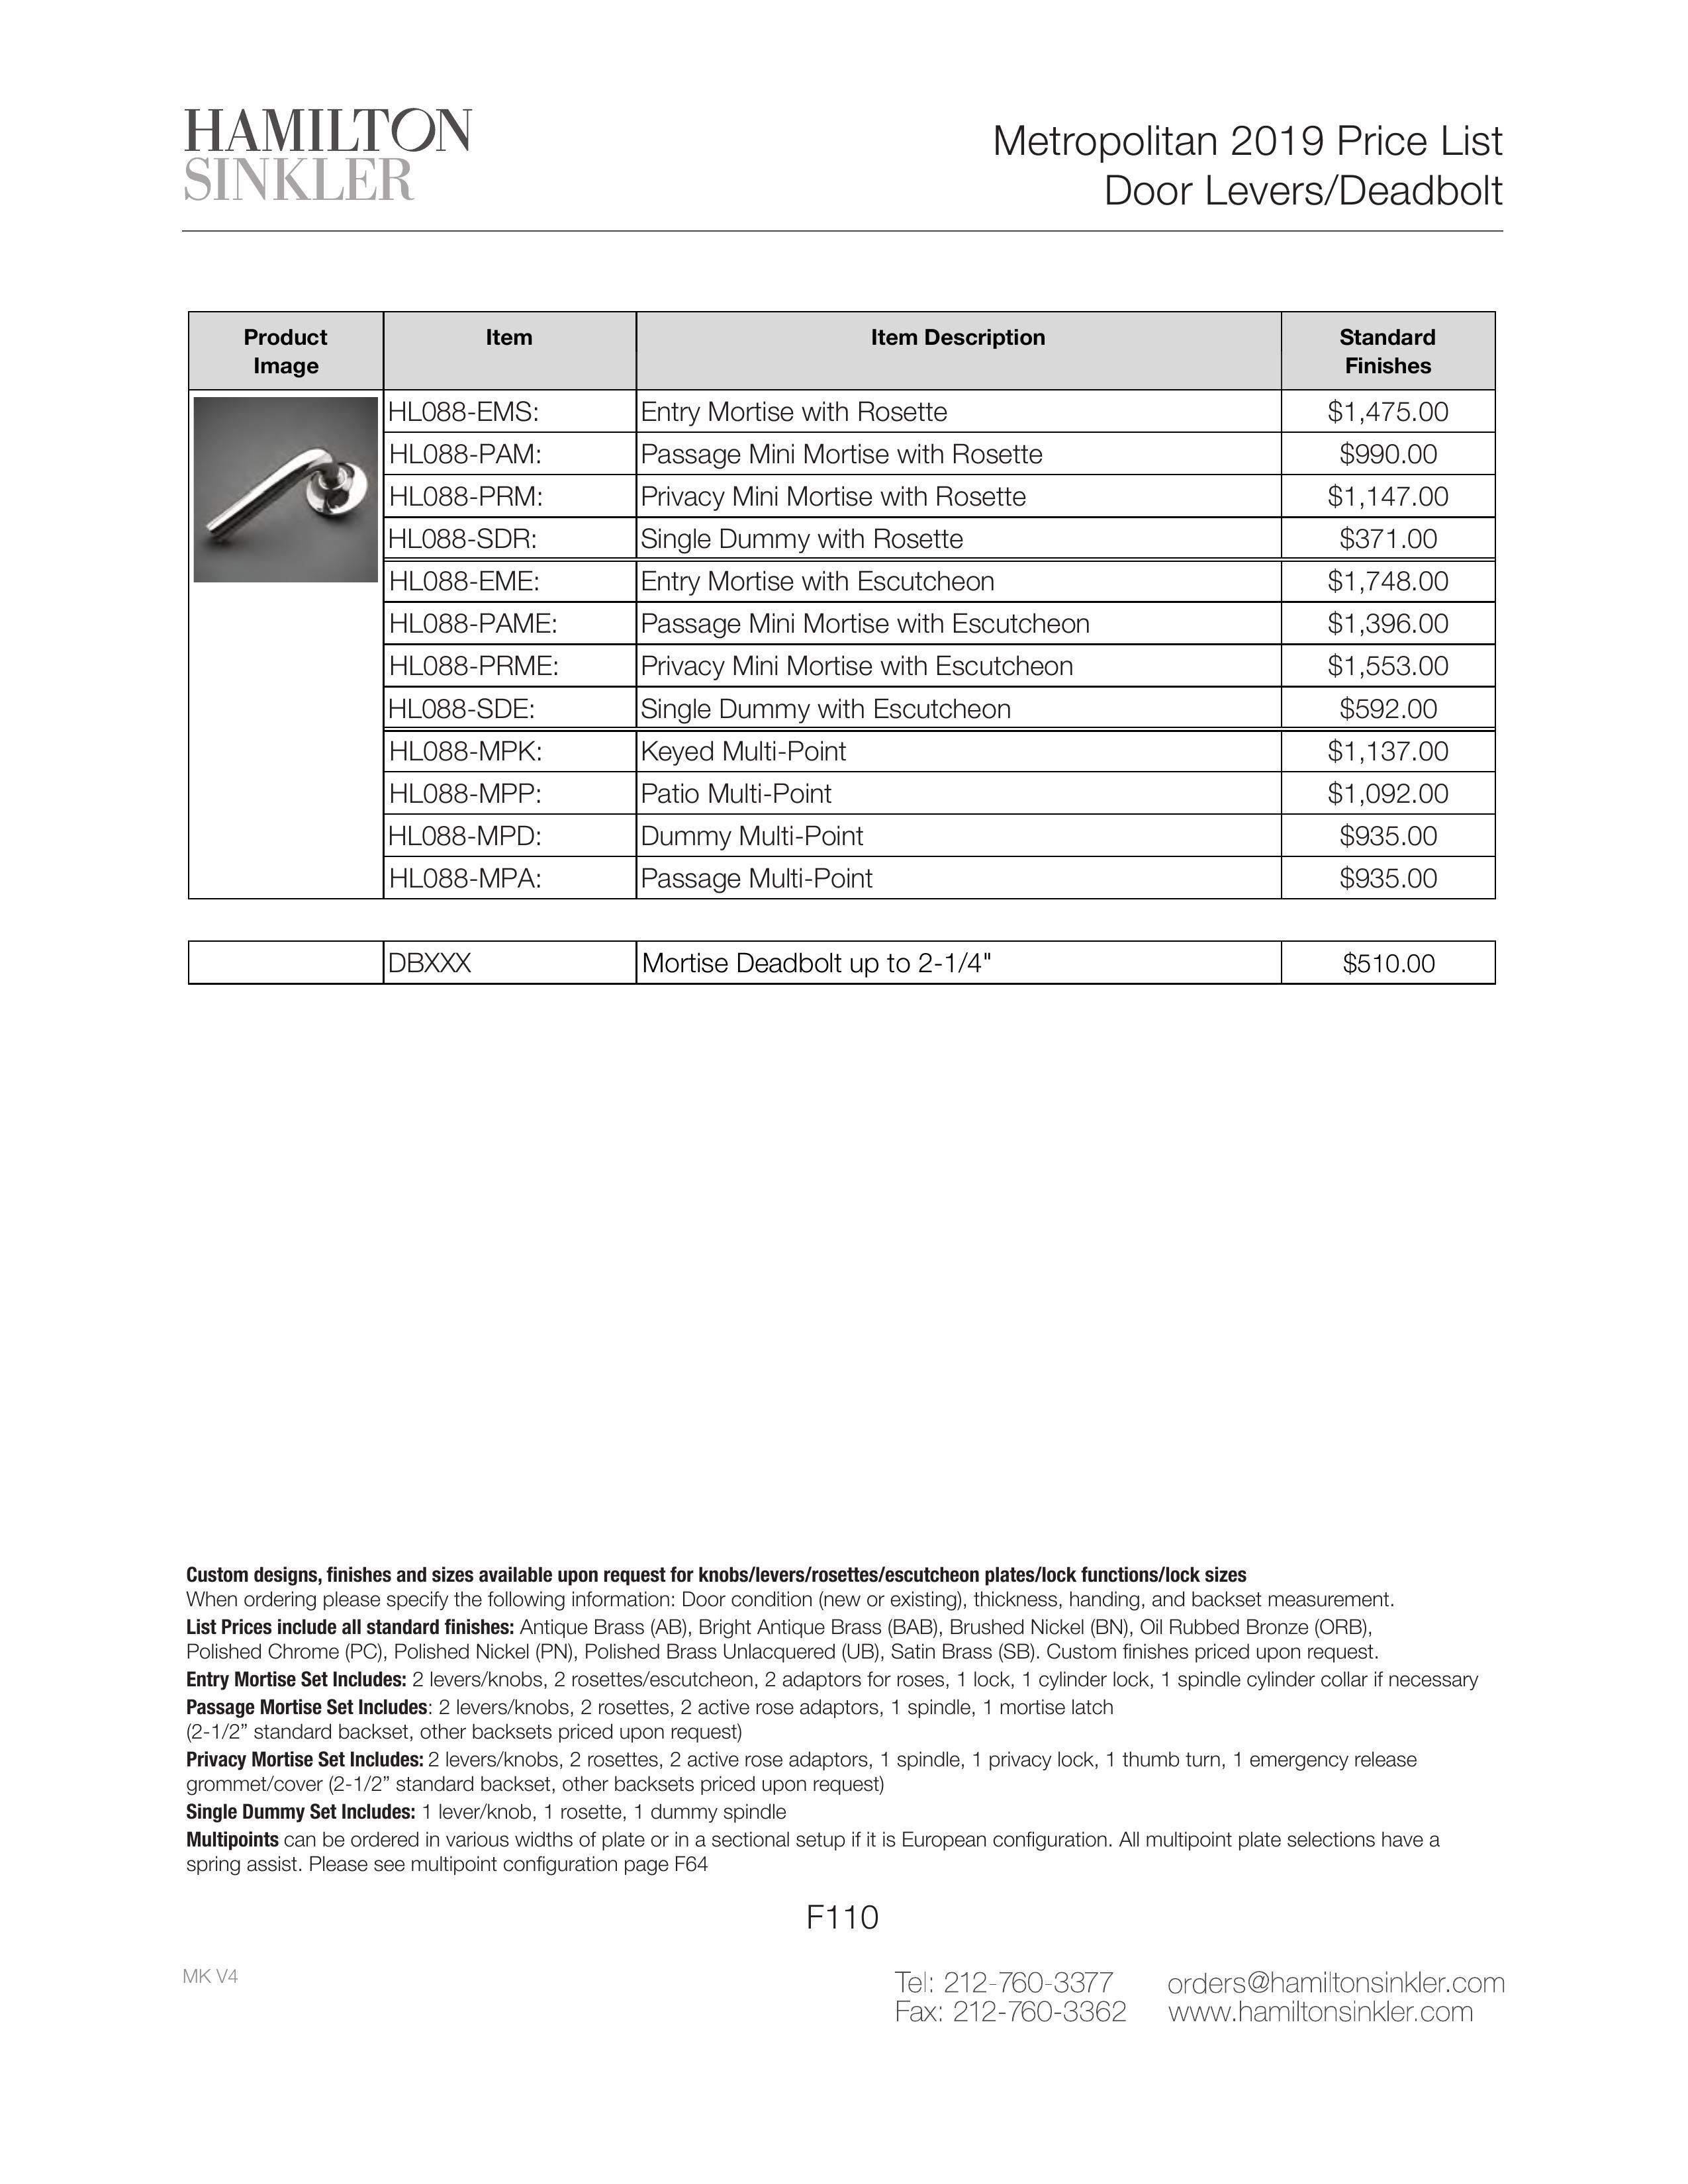 HAMILTON
SINKLER
Metropolitan 2019 Price List
Door Levers/Deadbolt
Product Image Item Item Description Standard Finishes
HL088-EMS: Entry Mortise with Rosette $1,475.00
HL088-PAM: Passage Mini Mortise with Rosette $990.00
HL088-PRM: Privacy Mini Mortise with Rosette $1,147.00
HL088-SDR: Single Dummy with Rosette $371.00
HL088-EME: Entry Mortise with Escutcheon $1,748.00
HL088-PAME: Passage Mini Mortise with Escutcheon $1,396.00
HL088-PRME: Privacy Mini Mortise with Escutcheon $1,553.00
HL088-SDE: Single Dummy with Escutcheon $592.00
HL088-MPK: Keyed Multi-Point $1,137.00
HL088-MPP: Patio Multi-Point $1,092.00
HL088-MPD: Dummy Multi-Point $935.00
HL088-MPA: Passage Multi-Point $935.00
DBXXX Mortise Deadbolt up to 2-1/4" $510.00
Custom designs, finishes and sizes available upon request for knobs/levers/rosettes/escutcheon plates/lock functions/lock sizes
When ordering please specify the following information: Door condition (new or existing), thickness, handing, and backset measurement.
List Prices include all standard finishes: Antique Brass (AB), Bright Antique Brass (BAB), Brushed Nickel (BN), Oil Rubbed Bronze (ORB),
Polished Chrome (PC), Polished Nickel (PN), Polished Brass Unlacquered (UB), Satin Brass (SB). Custom finishes priced upon request.
Entry Mortise Set Includes: 2 levers/knobs, 2 rosettes/escutcheon, 2 adaptors for roses, 1 lock, 1 cylinder lock, 1 spindle cylinder collar if necessary
Passage Mortise Set Includes: 2 levers/knobs, 2 rosettes, 2 active rose adaptors, 1 spindle, 1 mortise latch
(2-1/2” standard backset, other backsets priced upon request)
Privacy Mortise Set Includes: 2 levers/knobs, 2 rosettes, 2 active rose adaptors, 1 spindle, 1 privacy lock, 1 thumb turn, 1 emergency release
grommet/cover (2-1/2” standard backset, other backsets priced upon request)
Single Dummy Set Includes: 1 lever/knob, 1 rosette, 1 dummy spindle
Multipoints can be ordered in various widths of plate or in a sectional setup if it is European configuration. All multipoint plate selections have a
spring assist. Please see multipoint configuration page F64
F110
MK V4
Tel: 212-760-3377 orders@hamiltonsinkler.com
Fax: 212-760-3362 www.hamiltonsinkler.com